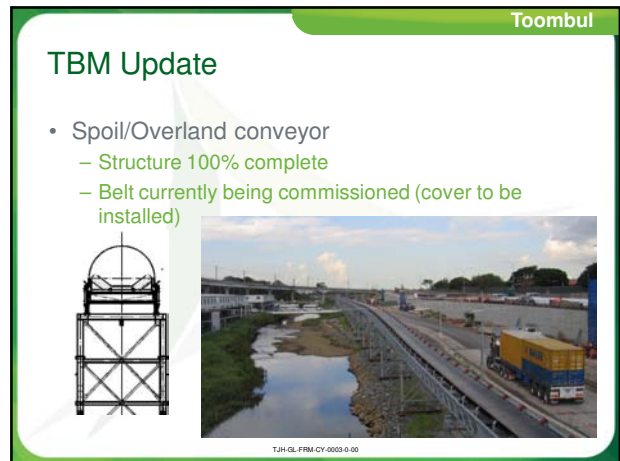 Toombul
TBM Update
• Spoil/Overland conveyor
– Structure 100% complete
– Belt currently being commissioned (cover to be
installed)
TJH-GL-FRM-CY-0003-0-00